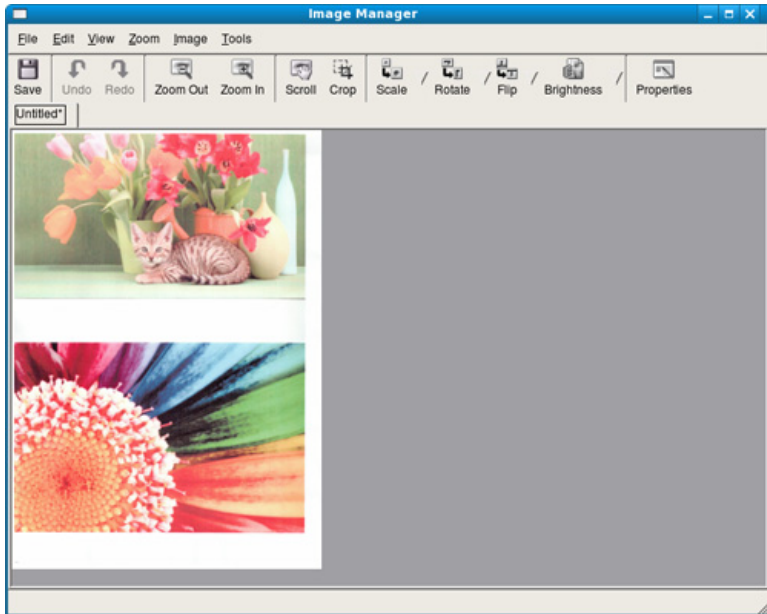 Image Manager
File Edit View Zoom Image Tools
Save Undo Redo Zoom Out Zoom In Scroll Crop Scale / Rotate / Flip / Brightness / Properties
Untitled*